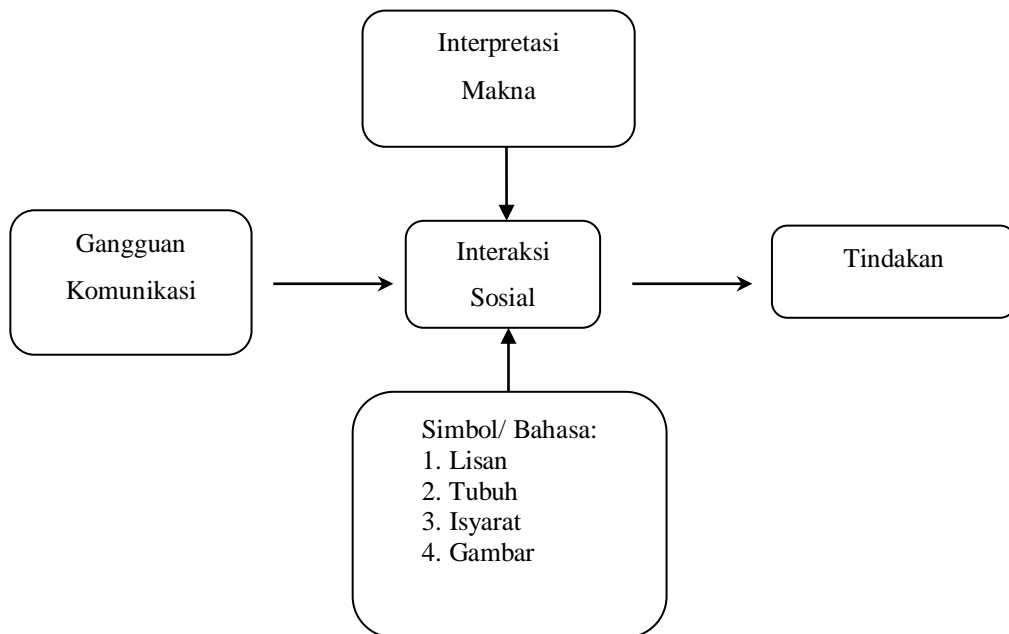 Interpretasi
Makna
Gangguan
Komunikasi
Interaksi
Sosial
Tindakan
Simbol/ Bahasa:
1. Lisan
2. Tubuh
3. Isyarat
4. Gambar